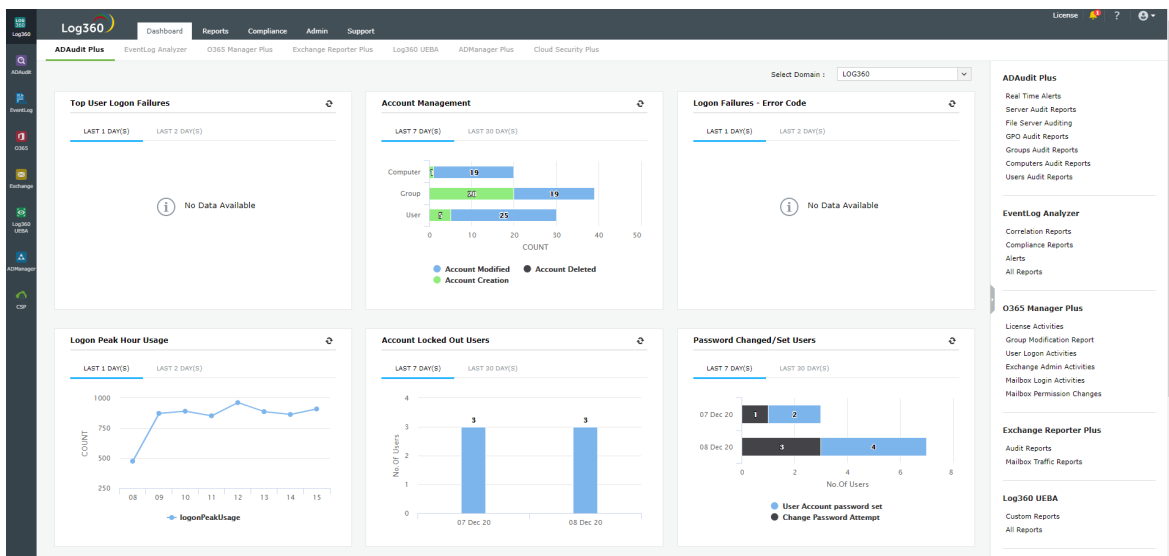 LOG 360
Log360
Log360
Dashboard Reports Compliance Admin Support
License ?
ADAudit Plus EventLog Analyzer O365 Manager Plus Exchange Reporter Plus Log360 UEBA ADManager Plus Cloud Security Plus
ADAudit
EventLog
O365
Exchange
Log360 UEBA
ADManager
CSP
Select Domain : LOG360
Top User Logon Failures
LAST 1 DAY(S) LAST 2 DAY(S)
No Data Available
Account Management
LAST 7 DAY(S) LAST 30 DAY(S)
Computer 19
Group 20 19
User 5 25
0 10 20 30 40 50
COUNT
Account Modified Account Deleted
Account Creation
Logon Failures - Error Code
LAST 1 DAY(S) LAST 2 DAY(S)
No Data Available
Logon Peak Hour Usage
LAST 1 DAY(S) LAST 2 DAY(S)
1000
750
500
250
COUNT
08 09 10 11 12 13 14 15
logonPeakUsage
Account Locked Out Users
LAST 7 DAY(S) LAST 30 DAY(S)
4
3
2
1
0
No.Of Users
3 3
07 Dec 20 08 Dec 20
Password Changed/Set Users
LAST 7 DAY(S) LAST 30 DAY(S)
07 Dec 20 1 2
08 Dec 20 3 4
0 2 4 6 8
No.Of Users
User Account password set
Change Password Attempt
ADAudit Plus
Real Time Alerts
Server Audit Reports
File Server Auditing
GPO Audit Reports
Groups Audit Reports
Computers Audit Reports
Users Audit Reports
EventLog Analyzer
Correlation Reports
Compliance Reports
Alerts
All Reports
O365 Manager Plus
License Activities
Group Modification Report
User Logon Activities
Exchange Admin Activities
Mailbox Login Activities
Mailbox Permission Changes
Exchange Reporter Plus
Audit Reports
Mailbox Traffic Reports
Log360 UEBA
Custom Reports
All Reports